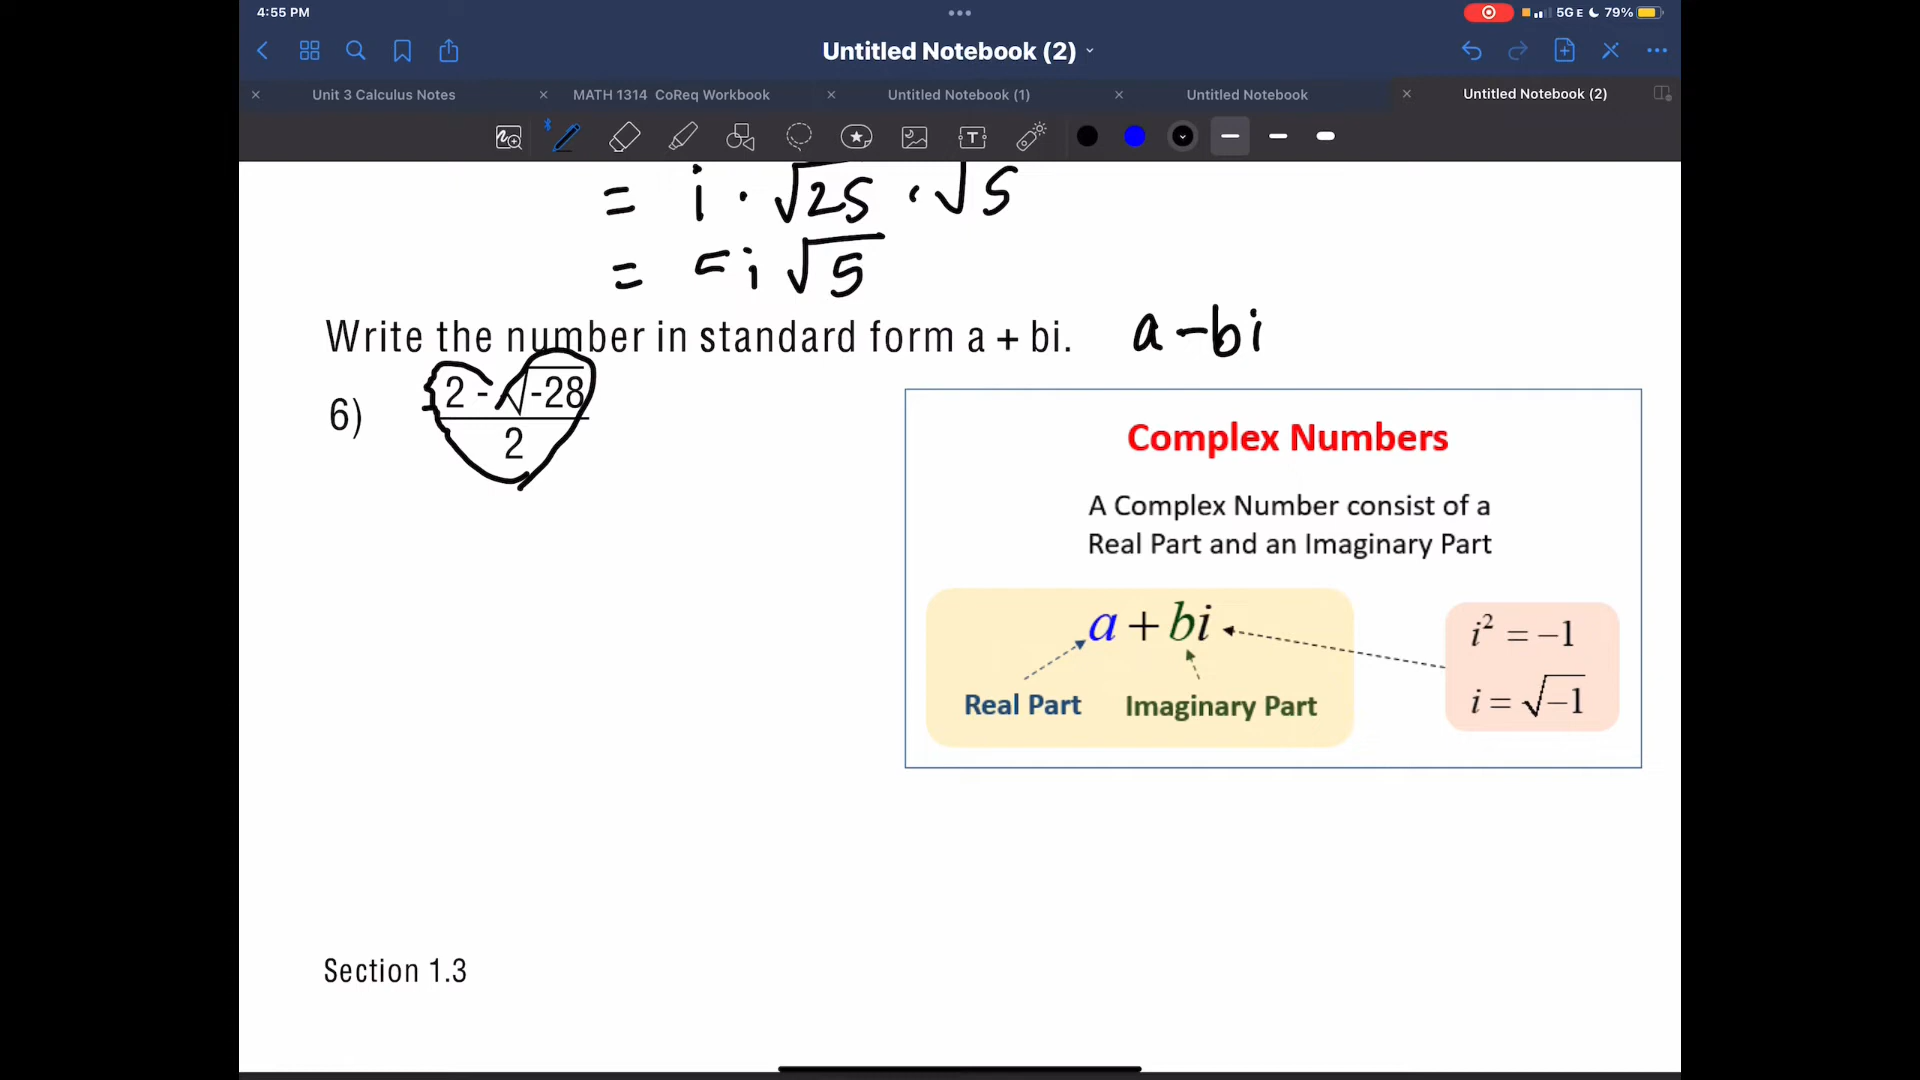 4:55 PM
5G E 79%
Untitled Notebook (2)
Unit 3 Calculus Notes
MATH 1314 CoReq Workbook
Untitled Notebook (1)
Untitled Notebook
Untitled Notebook (2)
= i · √25 · √5
= 5 i √5
Write the number in standard form a + bi. a - bi
6) 2 - √-28
2
Complex Numbers
A Complex Number consist of a
Real Part and an Imaginary Part
a + bi
i² = -1
i = √-1
Real Part Imaginary Part
Section 1.3